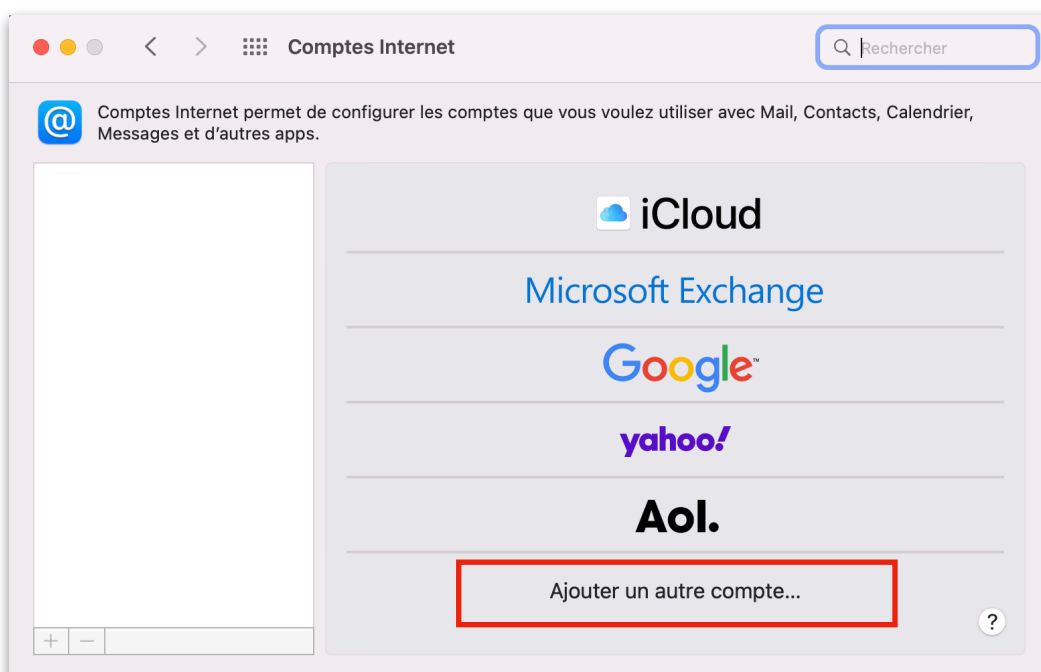 Comptes Internet
Rechercher
Comptes Internet permet de configurer les comptes que vous voulez utiliser avec Mail, Contacts, Calendrier,
Messages et d'autres apps.
iCloud
Microsoft Exchange
Google™
yahoo!
Aol.
Ajouter un autre compte...
?